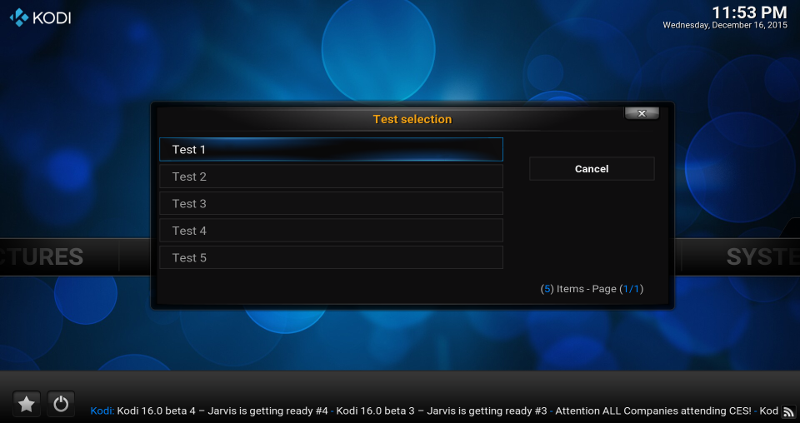 KODI
11:53 PM
Wednesday, December 16, 2015
Test selection
Test 1
Test 2
Test 3
Test 4
Test 5
Cancel
(5) Items - Page (1/1)
CTURES
SYSTE
Kodi: Kodi 16.0 beta 4 – Jarvis is getting ready #4 - Kodi 16.0 beta 3 – Jarvis is getting ready #3 - Attention ALL Companies attending CES! - Kod